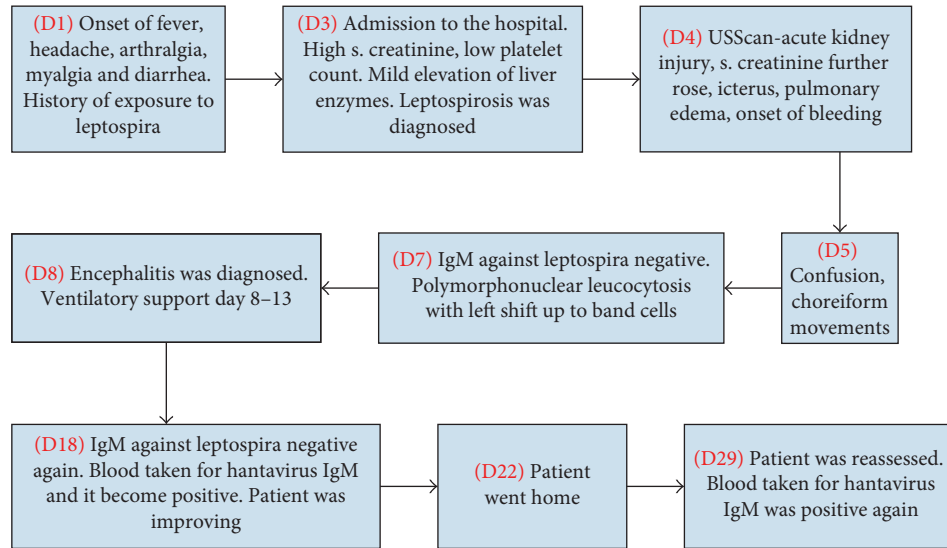 (D1) Onset of fever,
headache, arthralgia,
myalgia and diarrhea.
History of exposure to
leptospira
(D3) Admission to the hospital.
High s. creatinine, low platelet
count. Mild elevation of liver
enzymes. Leptospirosis was
diagnosed
(D4) USScan-acute kidney
injury, s. creatinine further
rose, icterus, pulmonary
edema, onset of bleeding
(D5)
Confusion,
choreiform
movements
(D7) IgM against leptospira negative.
Polymorphonuclear leucocytosis
with left shift up to band cells
(D8) Encephalitis was diagnosed.
Ventilatory support day 8–13
(D18) IgM against leptospira negative
again. Blood taken for hantavirus IgM
and it become positive. Patient was
improving
(D22) Patient
went home
(D29) Patient was reassessed.
Blood taken for hantavirus
IgM was positive again